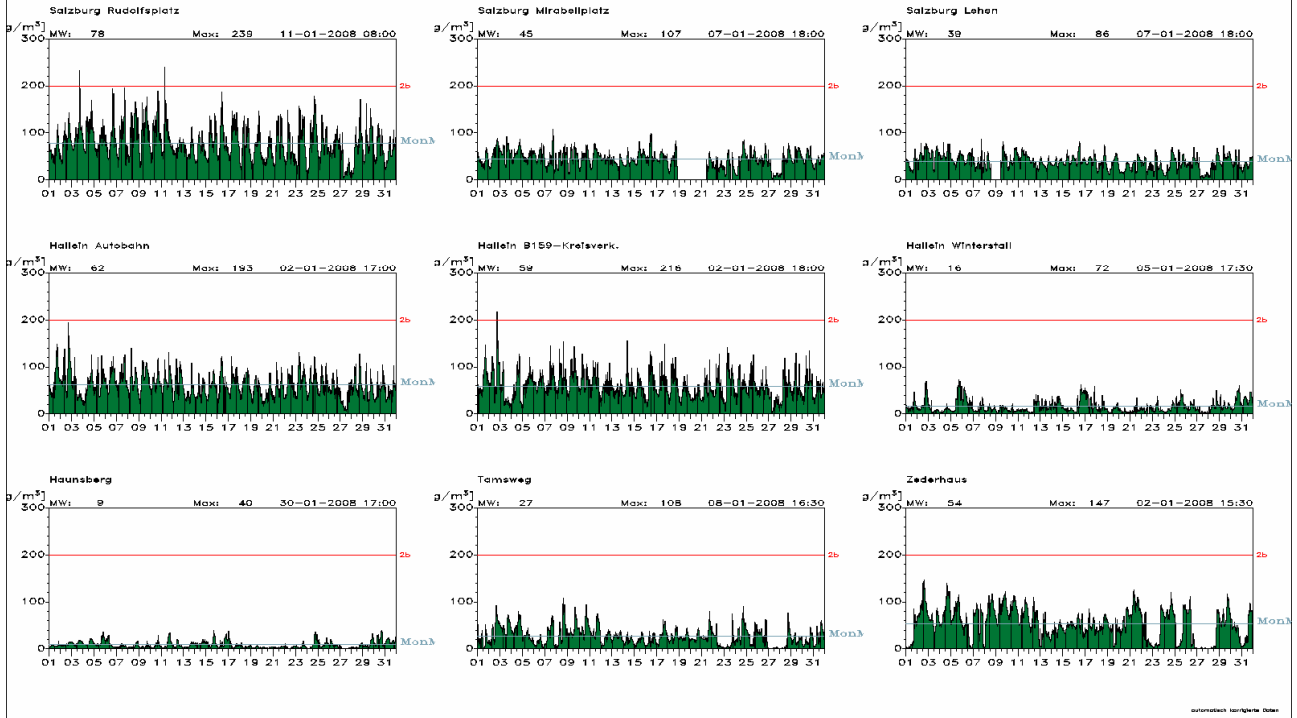 Salzburg Rudolfsplatz
g/m³] MW: 78 Max: 239 11-01-2008 08:00
300
200 2b
100 MonM
0
01 03 05 07 09 11 13 15 17 19 21 23 25 27 29 31
Salzburg Mirabellplatz
g/m³] MW: 45 Max: 107 07-01-2008 18:00
300
200 2b
100 MonM
0
01 03 05 07 09 11 13 15 17 19 21 23 25 27 29 31
Salzburg Lehen
g/m³] MW: 39 Max: 86 07-01-2008 18:00
300
200 2b
100 MonM
0
01 03 05 07 09 11 13 15 17 19 21 23 25 27 29 31
Hallein Autobahn
g/m³] MW: 62 Max: 193 02-01-2008 17:00
300
200 2b
100 MonM
0
01 03 05 07 09 11 13 15 17 19 21 23 25 27 29 31
Hallein B159-Kreisverk.
g/m³] MW: 59 Max: 216 02-01-2008 18:00
300
200 2b
100 MonM
0
01 03 05 07 09 11 13 15 17 19 21 23 25 27 29 31
Hallein Winterstall
g/m³] MW: 16 Max: 72 05-01-2008 17:30
300
200 2b
100 MonM
0
01 03 05 07 09 11 13 15 17 19 21 23 25 27 29 31
Haunsberg
g/m³] MW: 9 Max: 40 30-01-2008 17:00
300
200 2b
100 MonM
0
01 03 05 07 09 11 13 15 17 19 21 23 25 27 29 31
Tamsweg
g/m³] MW: 27 Max: 108 08-01-2008 16:30
300
200 2b
100 MonM
0
01 03 05 07 09 11 13 15 17 19 21 23 25 27 29 31
Zederhaus
g/m³] MW: 54 Max: 147 02-01-2008 15:30
300
200 2b
100 MonM
0
01 03 05 07 09 11 13 15 17 19 21 23 25 27 29 31
automatisch korrigierte Daten